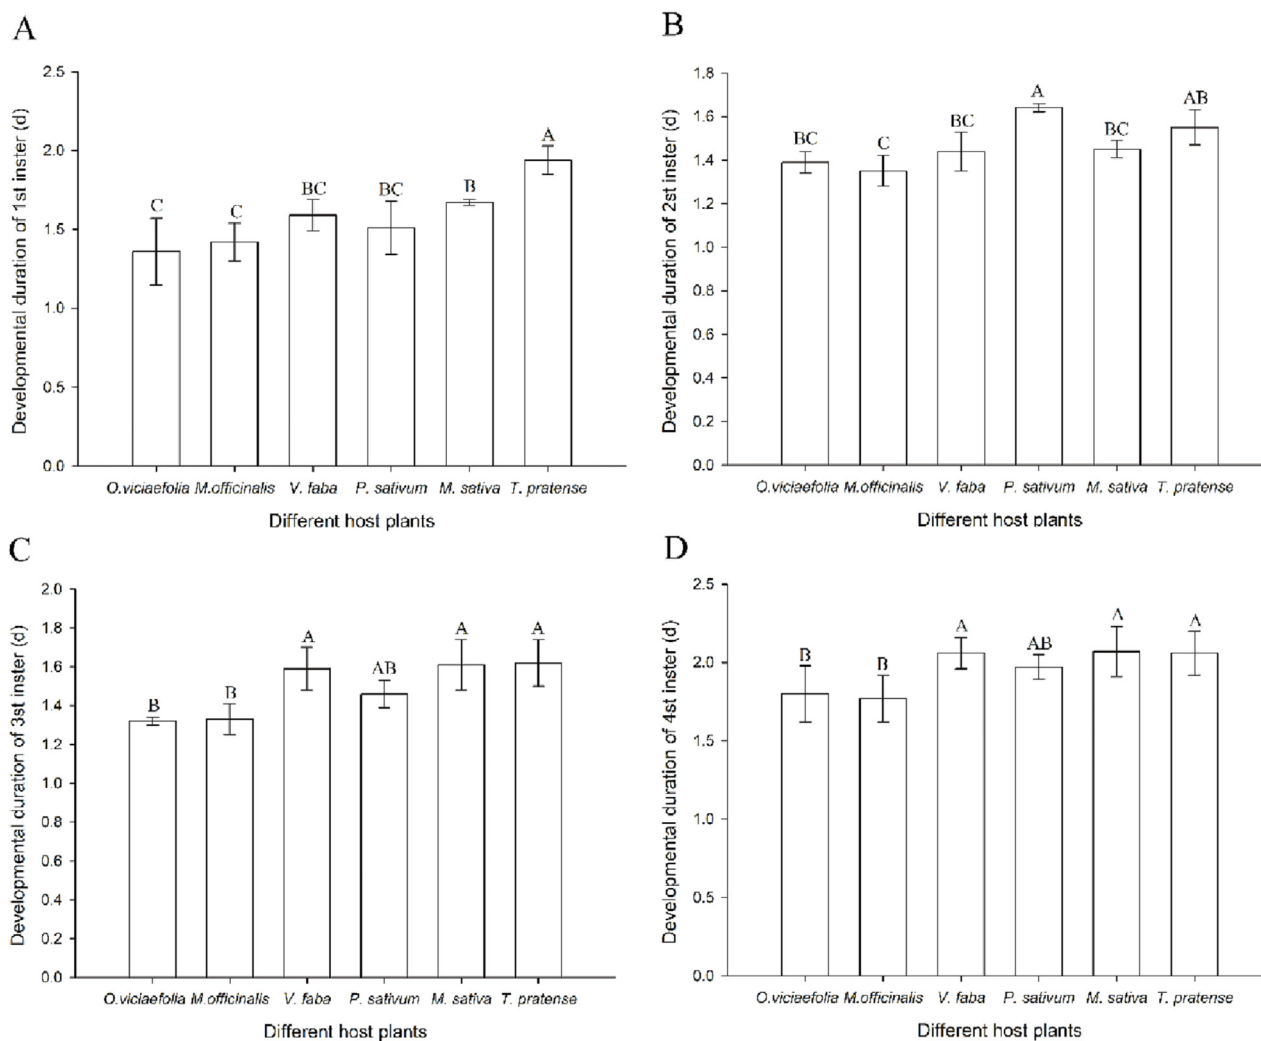 A
Developmental duration of 1st inster (d)
2.5
2.0
1.5
1.0
0.5
0.0
C
C
BC
BC
B
A
O.viciaefolia M.officinalis V. faba P. sativum M. sativa T. pratense
Different host plants
B
Developmental duration of 2st inster (d)
1.8
1.6
1.4
1.2
1.0
0.8
0.6
0.4
0.2
0.0
BC
C
BC
A
BC
AB
O.viciaefolia M.officinalis V. faba P. sativum M. sativa T. pratense
Different host plants
C
Developmental duration of 3st inster (d)
2.0
1.8
1.6
1.4
1.2
1.0
0.8
0.6
0.4
0.2
0.0
B
B
A
AB
A
A
O.viciaefolia M.officinalis V. faba P. sativum M. sativa T. pratense
Different host plants
D
Developmental duration of 4st inster (d)
2.5
2.0
1.5
1.0
0.5
0.0
B
B
A
AB
A
A
O.viciaefolia M.officinalis V. faba P. sativum M. sativa T. pratense
Different host plants